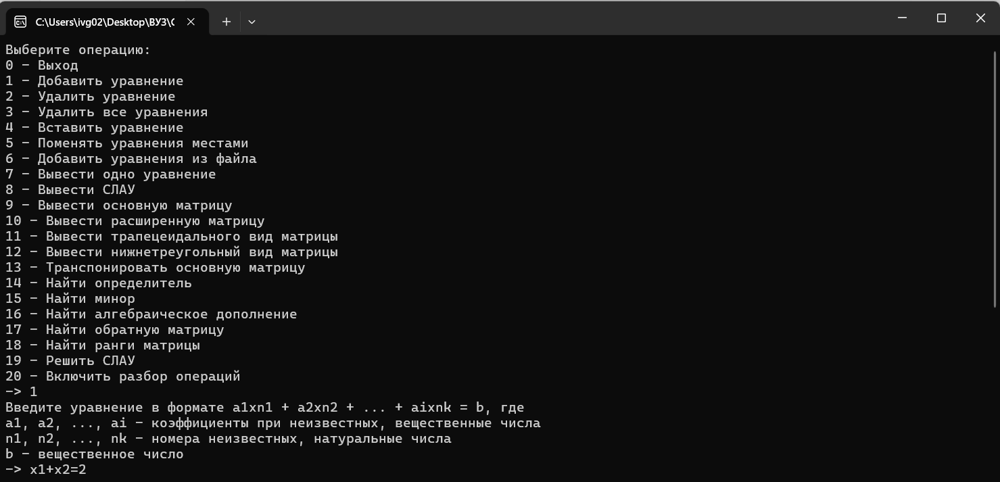 C:\Users\ivg02\Desktop\ВУЗ\С
Выберите операцию:
0 - Выход
1 - Добавить уравнение
2 - Удалить уравнение
3 - Удалить все уравнения
4 - Вставить уравнение
5 - Поменять уравнения местами
6 - Добавить уравнения из файла
7 - Вывести одно уравнение
8 - Вывести СЛАУ
9 - Вывести основную матрицу
10 - Вывести расширенную матрицу
11 - Вывести трапецеидального вид матрицы
12 - Вывести нижнетреугольный вид матрицы
13 - Транспонировать основную матрицу
14 - Найти определитель
15 - Найти минор
16 - Найти алгебраическое дополнение
17 - Найти обратную матрицу
18 - Найти ранги матрицы
19 - Решить СЛАУ
20 - Включить разбор операций
-> 1
Введите уравнение в формате a1xn1 + a2xn2 + ... + aixnk = b, где
a1, a2, ..., ai - коэффициенты при неизвестных, вещественные числа
n1, n2, ..., nk - номера неизвестных, натуральные числа
b - вещественное число
-> x1+x2=2